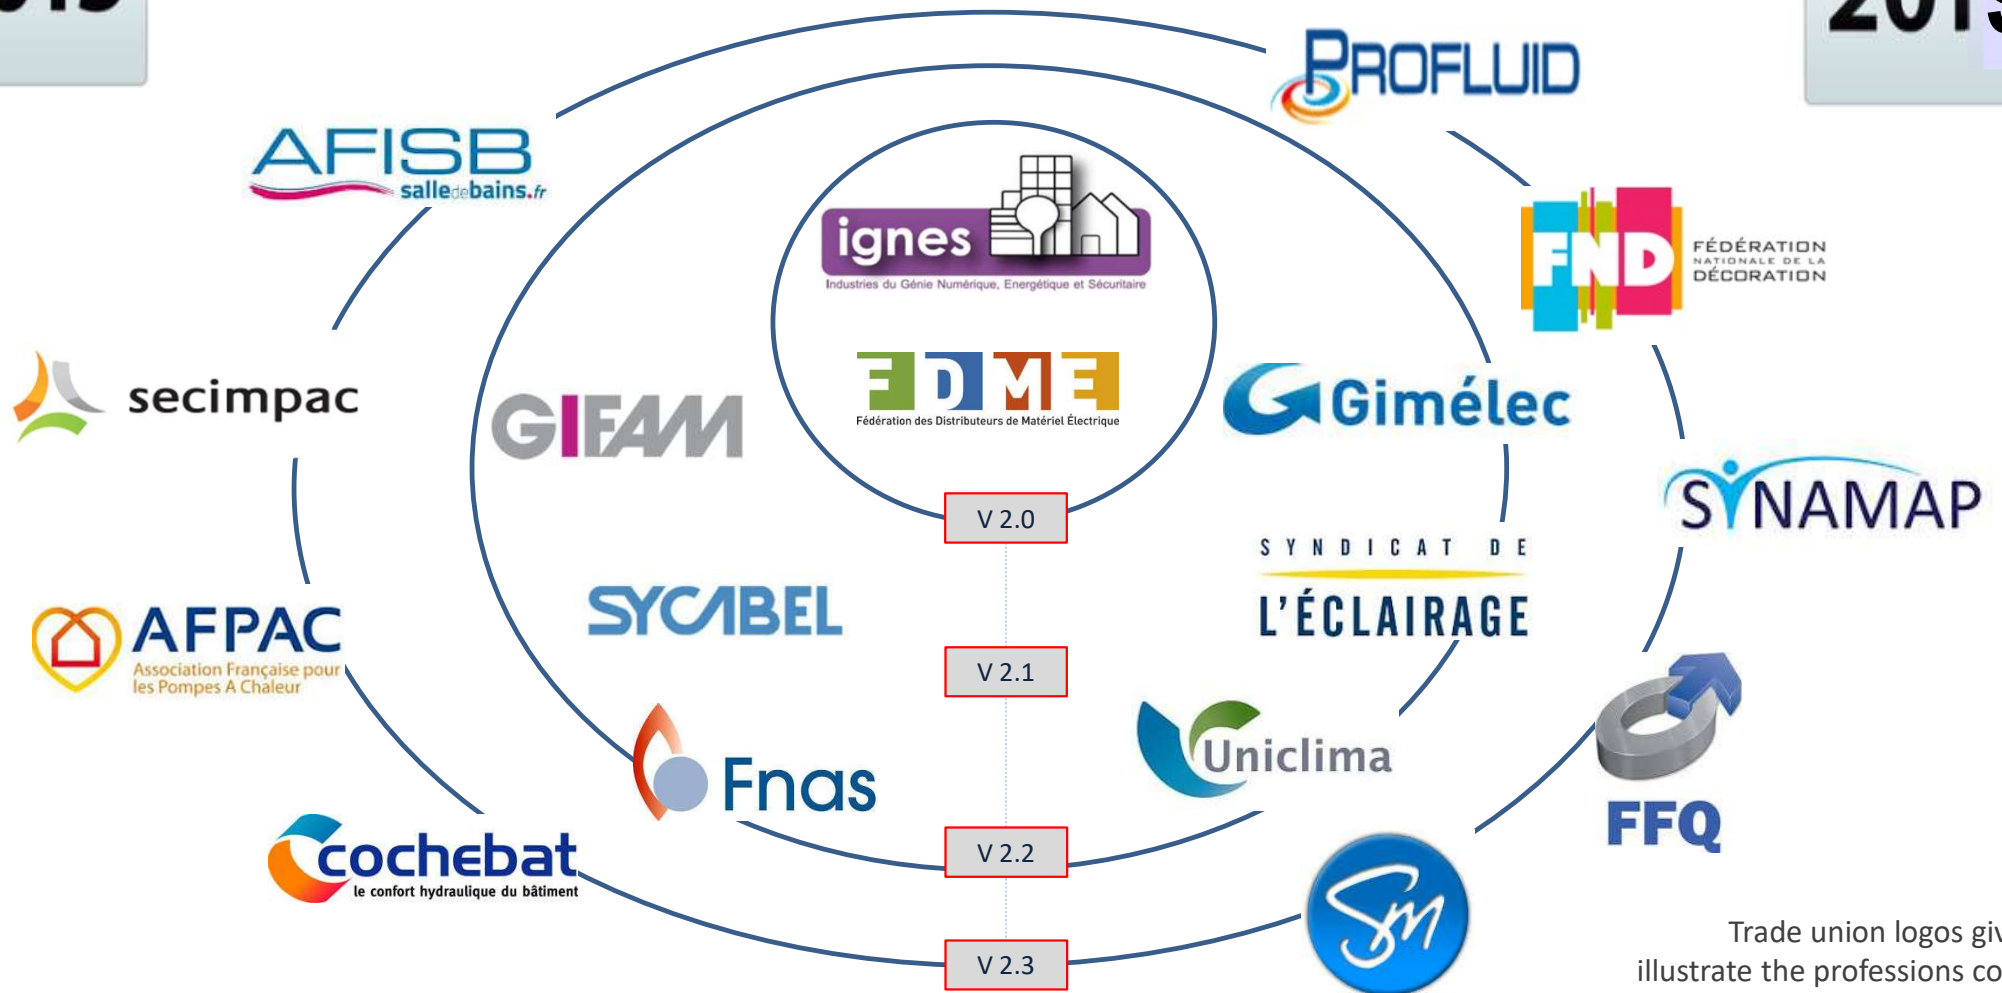 PROFLUID
AFISB
salledebains.fr
ignes
Industries du Génie Numérique, Energétique et Sécuritaire
FND
FÉDÉRATION
NATIONALE DE LA
DÉCORATION
secimpac
GIFAM
FDME
Fédération des Distributeurs de Matériel Électrique
Gimélec
SYNAMAP
V 2.0
SYNDICAT DE
L'ÉCLAIRAGE
SYCABEL
AFPAC
Association Française pour
les Pompes A Chaleur
V 2.1
Uniclima
Fnas
FFQ
V 2.2
cochebat
le confort hydraulique du bâtiment
Sm
V 2.3
Trade union logos
illustrate the professions